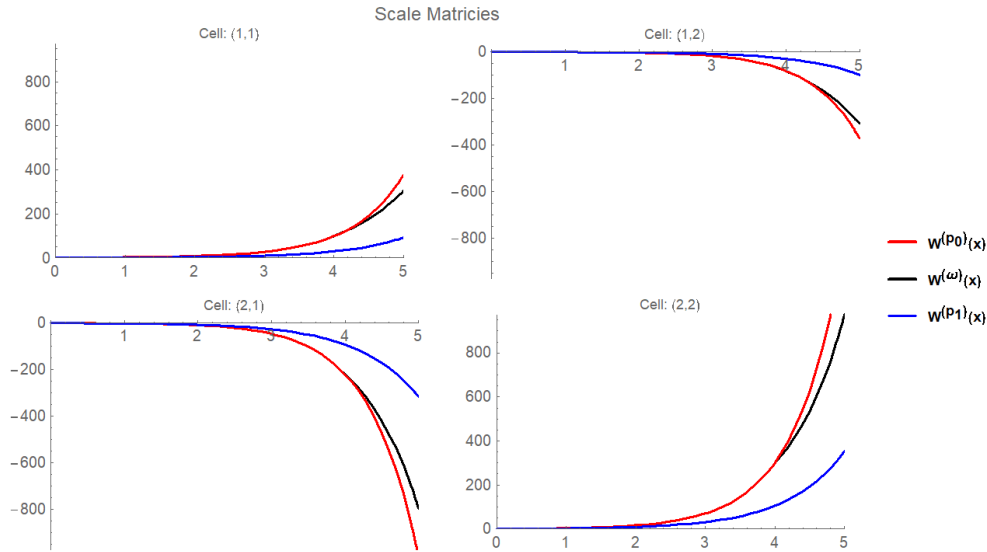 Scale Matricies
Cell: (1,1)
800
600
400
200
0
0 1 2 3 4 5
Cell: (1,2)
0
1 2 3 4 5
−200
−400
−600
−800
Cell: (2,1)
0
1 2 3 4 5
−200
−400
−600
−800
Cell: (2,2)
800
600
400
200
0
0 1 2 3 4 5
W^(p₀)(x)
W^(ω)(x)
W^(p₁)(x)